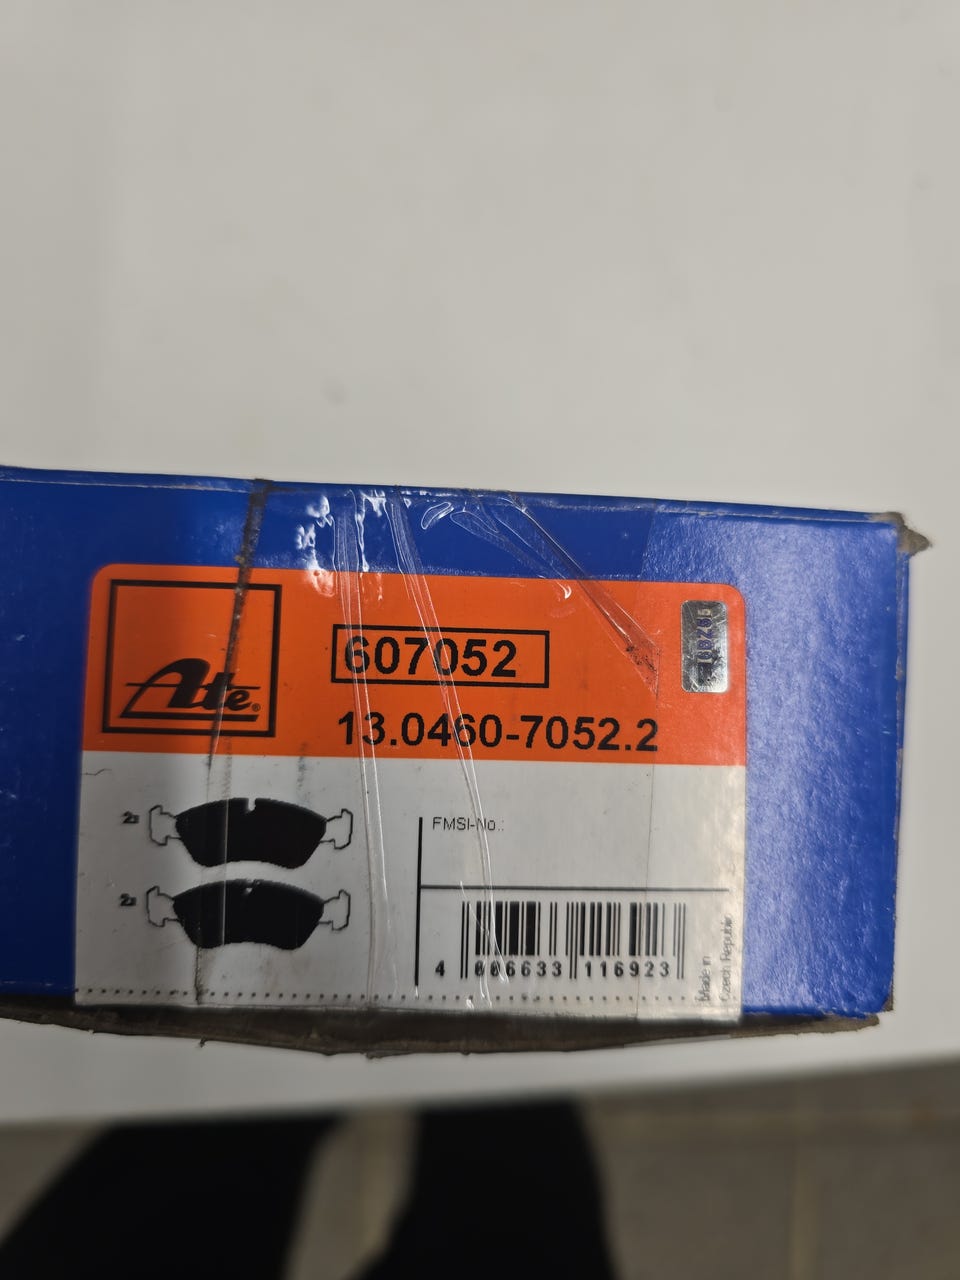 Ate®
607052
13.0460-7052.2
2x
2x
FMSI-No.:
4 006633 116923
Made in
Czech Republic